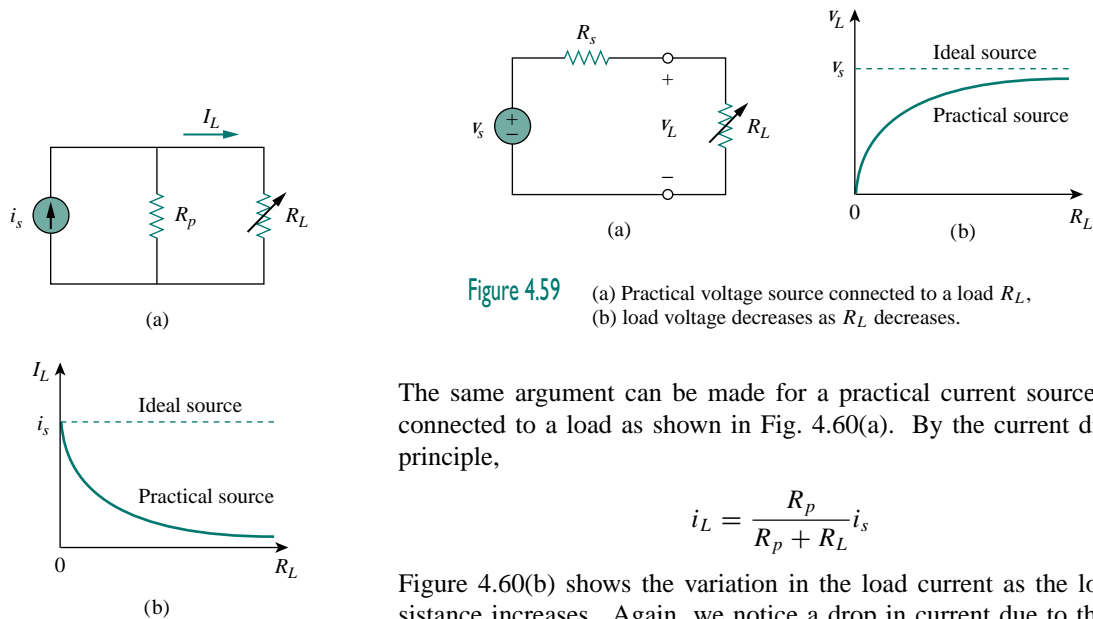 I_L
i_s
R_p
R_L
(a)
I_L
i_s
Ideal source
Practical source
0
R_L
(b)
R_s
+
v_s
+
–
v_L
R_L
–
(a)
v_L
v_s
Ideal source
Practical source
0
R_L
(b)
Figure 4.59 (a) Practical voltage source connected to a load R_L,
(b) load voltage decreases as R_L decreases.
The same argument can be made for a practical current source
connected to a load as shown in Fig. 4.60(a). By the current di
principle,
i_L = \frac{R_p}{R_p + R_L} i_s
Figure 4.60(b) shows the variation in the load current as the lo
sistance increases. Again, we notice a drop in current due to th